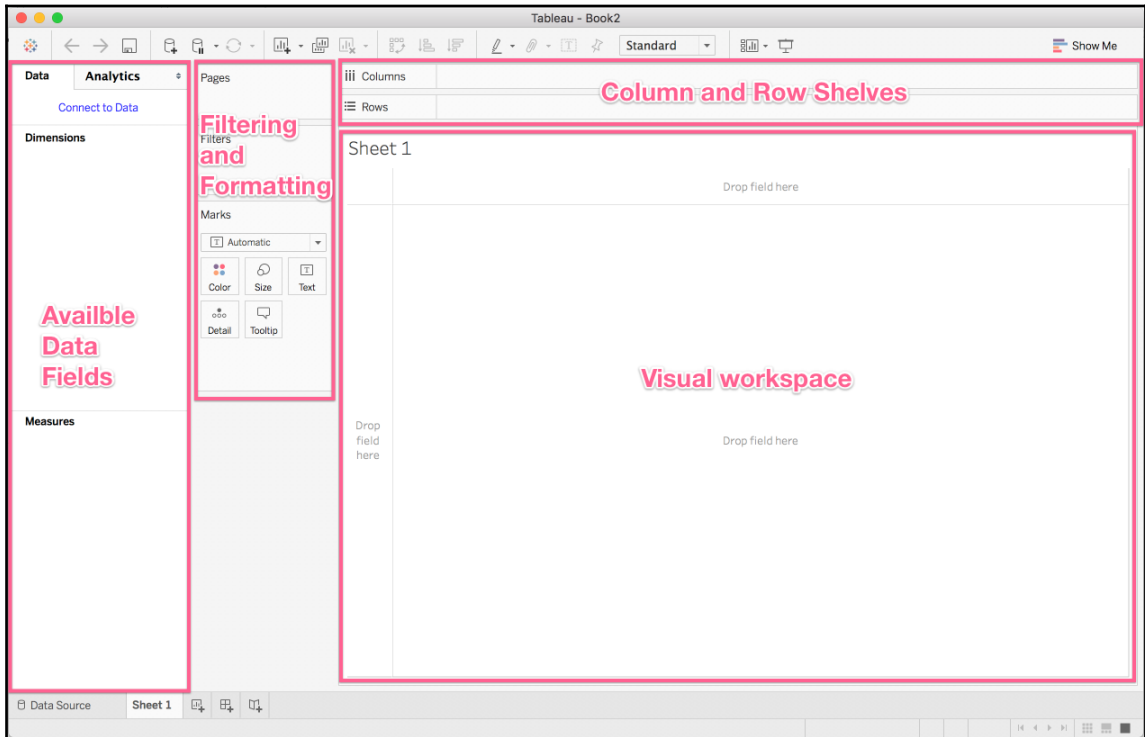 Tableau - Book2
Standard
Show Me
Data
Analytics
Connect to Data
Dimensions
Availble
Data
Fields
Measures
Pages
Filters
Filtering
and
Formatting
Marks
Automatic
Color
Size
Text
Detail
Tooltip
Columns
Rows
Column and Row Shelves
Sheet 1
Drop field here
Drop
field
here
Visual workspace
Drop field here
Data Source
Sheet 1